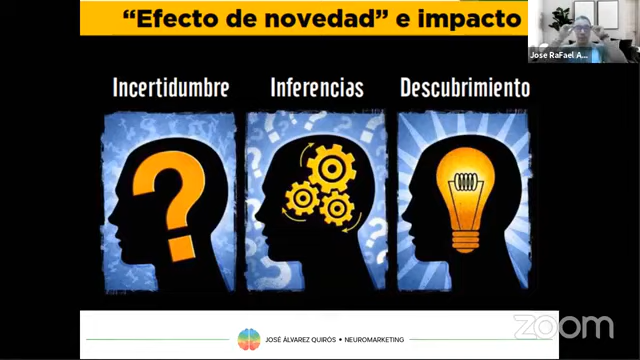 “Efecto de novedad” e impacto
Jose RaFael A...
Incertidumbre
Inferencias
Descubrimiento
?
JOSÉ ÁLVAREZ QUIRÓS • NEUROMARKETING
zoom